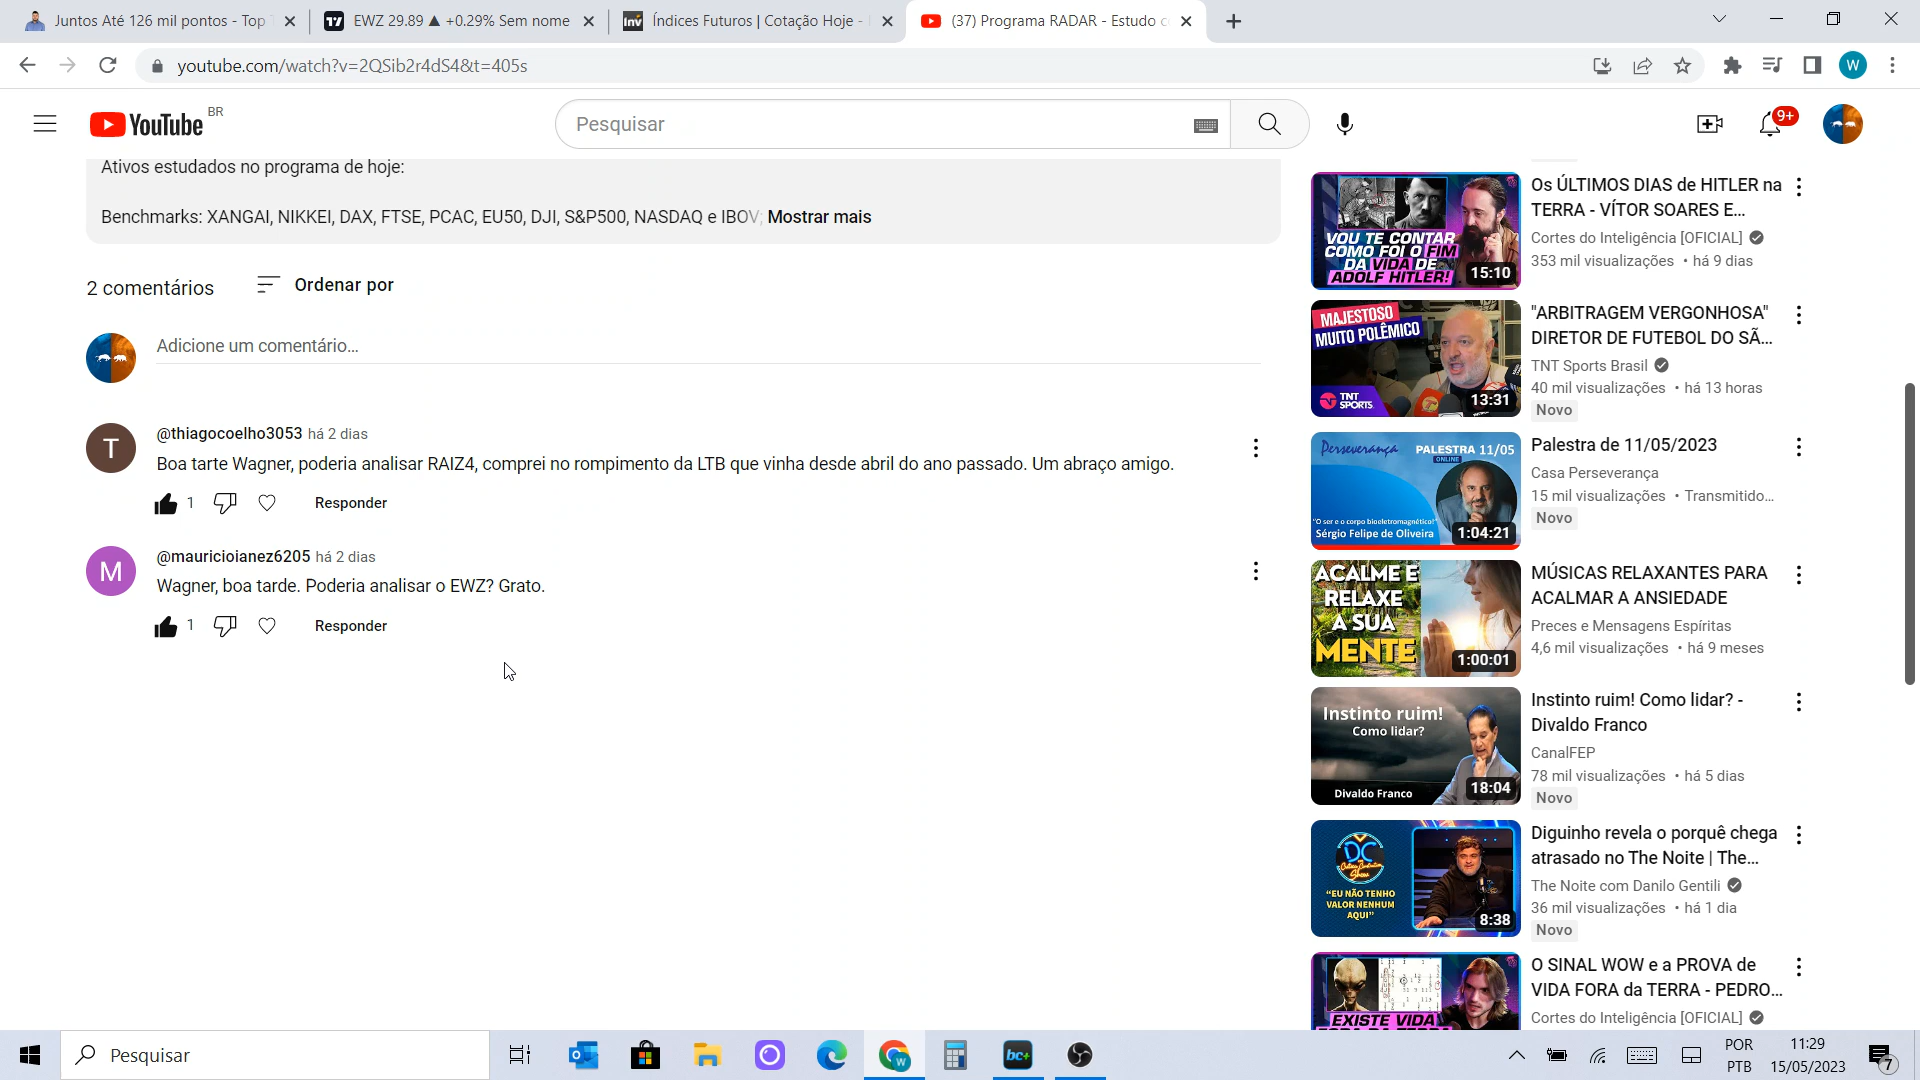 Juntos Até 126 mil pontos - Top
EWZ 29.89 ▲ +0.29% Sem nome
Índices Futuros | Cotação Hoje -
(37) Programa RADAR - Estudo
youtube.com/watch?v=2QSib2r4dS4&t=405s
W
YouTube BR
Pesquisar
9+
Ativos estudados no programa de hoje:
Benchmarks: XANGAI, NIKKEI, DAX, FTSE, PCAC, EU50, DJI, S&P500, NASDAQ e IBOV; Mostrar mais
2 comentários
Ordenar por
Adicione um comentário...
T
@thiagocoelho3053 há 2 dias
Boa tarte Wagner, poderia analisar RAIZ4, comprei no rompimento da LTB que vinha desde abril do ano passado. Um abraço amigo.
1
Responder
M
@mauricioianez6205 há 2 dias
Wagner, boa tarde. Poderia analisar o EWZ? Grato.
1
Responder
VOU TE CONTAR
COMO FOI O FIM
DA VIDA DE
ADOLF HITLER!
15:10
Os ÚLTIMOS DIAS de HITLER na
TERRA - VÍTOR SOARES E...
Cortes do Inteligência [OFICIAL]
353 mil visualizações • há 9 dias
MAJESTOSO
MUITO POLÊMICO
TNT
SPORTS
13:31
"ARBITRAGEM VERGONHOSA"
DIRETOR DE FUTEBOL DO SÃ...
TNT Sports Brasil
40 mil visualizações • há 13 horas
Novo
Perseverança
PALESTRA 11/05
ONLINE
"O ser e o corpo bioeletromagnético"
Sérgio Felipe de Oliveira
1:04:21
Palestra de 11/05/2023
Casa Perseverança
15 mil visualizações • Transmitido...
Novo
ACALME E
RELAXE
A SUA
MENTE
1:00:01
MÚSICAS RELAXANTES PARA
ACALMAR A ANSIEDADE
Preces e Mensagens Espíritas
4,6 mil visualizações • há 9 meses
Instinto ruim!
Como lidar?
Divaldo Franco
18:04
Instinto ruim! Como lidar? -
Divaldo Franco
CanalFEP
78 mil visualizações • há 5 dias
Novo
DC
Show
"EU NÃO TENHO
VALOR NENHUM
AQUI"
8:38
Diguinho revela o porquê chega
atrasado no The Noite | The...
The Noite com Danilo Gentili
36 mil visualizações • há 1 dia
Novo
EXISTE VIDA
O SINAL WOW e a PROVA de
VIDA FORA da TERRA - PEDRO...
Cortes do Inteligência [OFICIAL]
Pesquisar
W
bc+
POR
PTB
11:29
15/05/2023
7